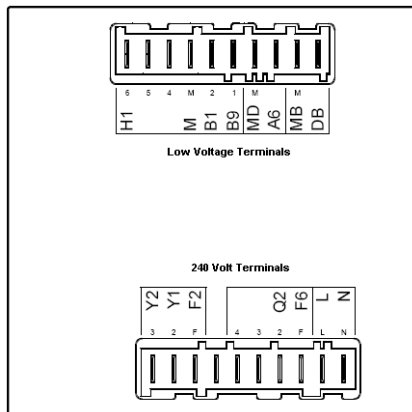 6 5 4 M 2 1 M M
H1 M B1 B9 MD A6 MB DB
Low Voltage Terminals
240 Volt Terminals
Y2 Y1 F2 Q2 F6 L N
3 2 F 4 3 2 F L N